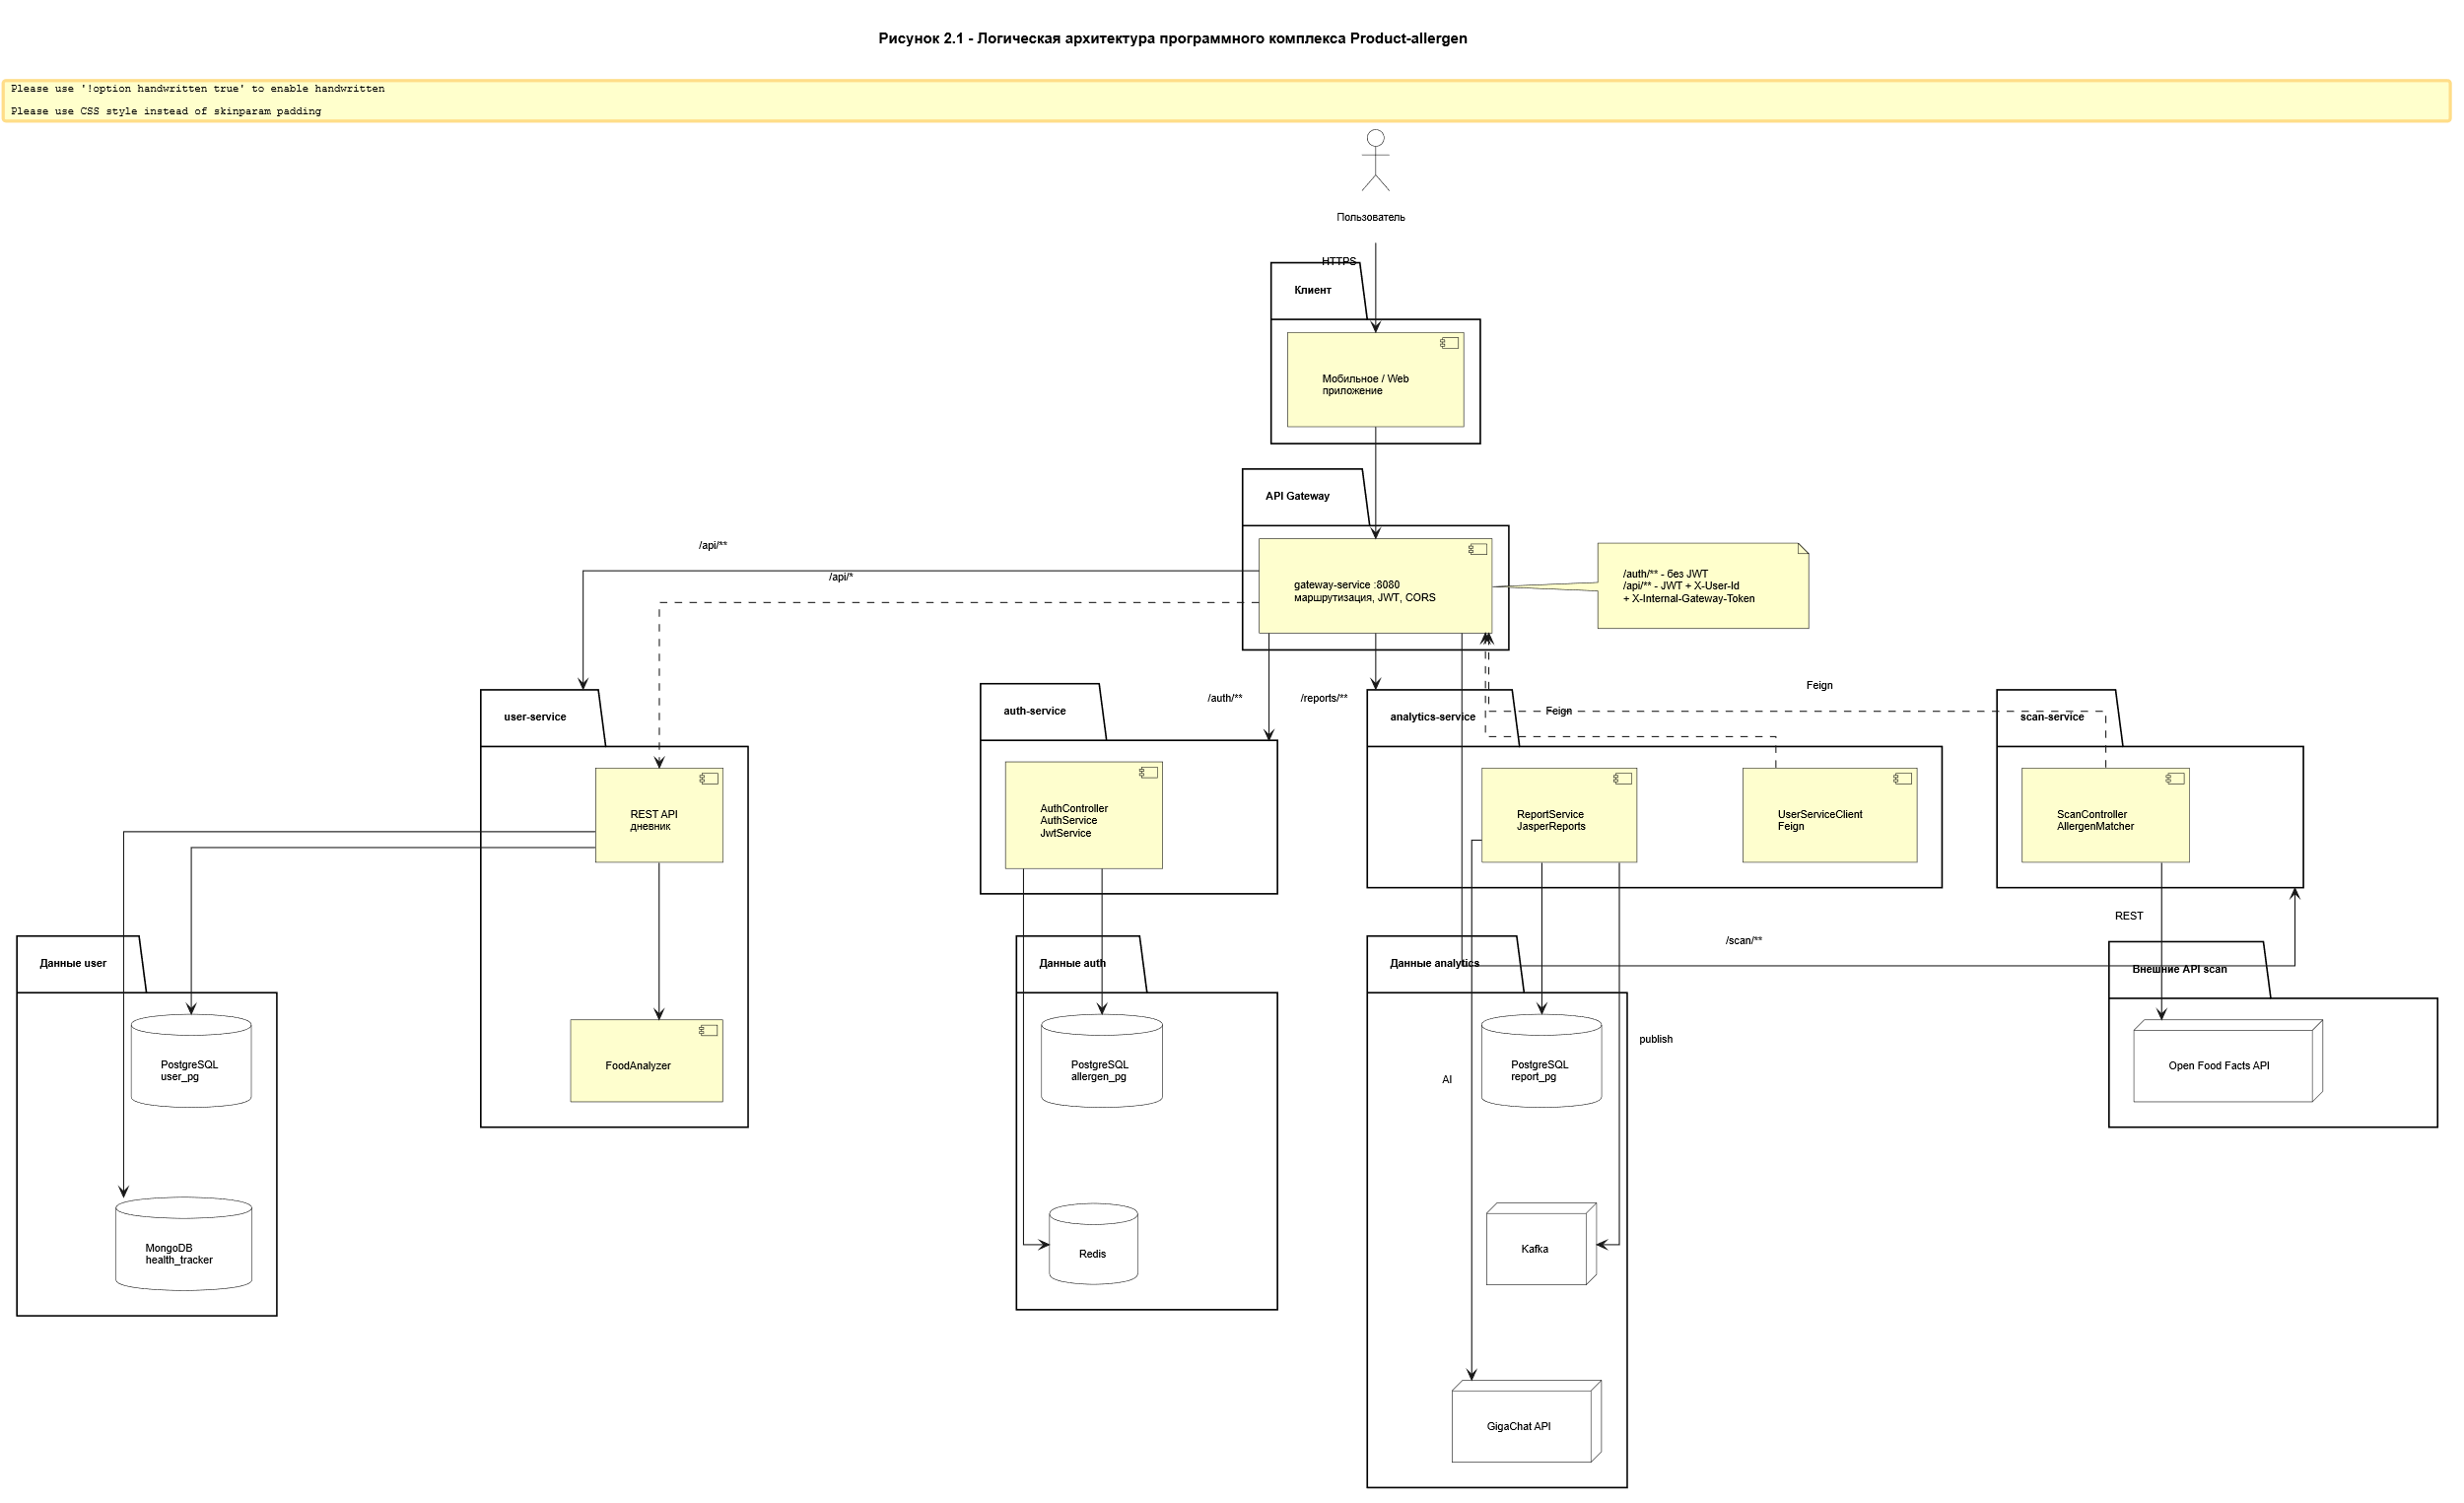 Рисунок 2.1 - Логическая архитектура программного комплекса Product-allergen
Please use '!option handwritten true' to enable handwritten
Please use CSS style instead of skinparam padding
Пользователь
HTTPS
Клиент
Мобильное / Web
приложение
API Gateway
gateway-service :8080
маршрутизация, JWT, CORS
/auth/** - без JWT
/api/** - JWT + X-User-Id
+ X-Internal-Gateway-Token
/api/**
/api/*
/auth/**
/reports/**
Feign
Feign
user-service
auth-service
analytics-service
scan-service
REST API
дневник
AuthController
AuthService
JwtService
ReportService
JasperReports
UserServiceClient
Feign
ScanController
AllergenMatcher
REST
/scan/**
Данные user
Данные auth
Данные analytics
Внешние API scan
PostgreSQL
user_pg
FoodAnalyzer
PostgreSQL
allergen_pg
PostgreSQL
report_pg
publish
AI
Open Food Facts API
MongoDB
health_tracker
Redis
Kafka
GigaChat API